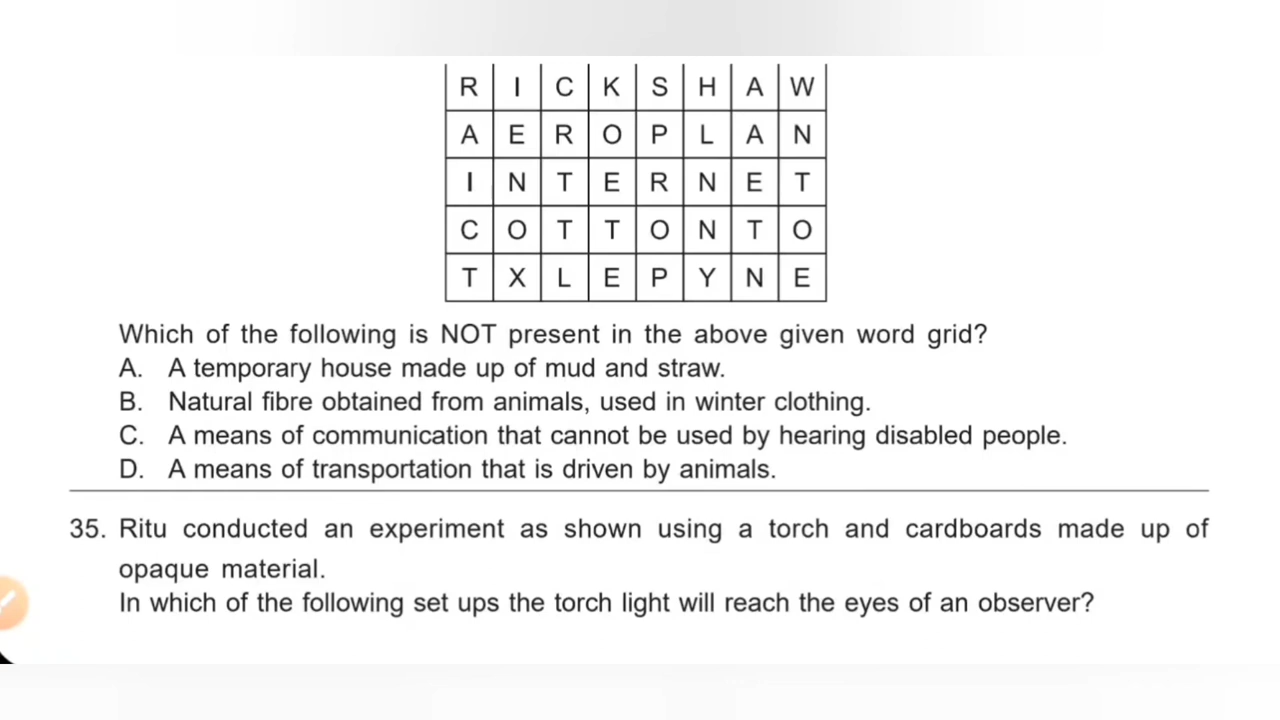 R I C K S H A W
A E R O P L A N
I N T E R N E T
C O T T O N T O
T X L E P Y N E
Which of the following is NOT present in the above given word grid?
A. A temporary house made up of mud and straw.
B. Natural fibre obtained from animals, used in winter clothing.
C. A means of communication that cannot be used by hearing disabled people.
D. A means of transportation that is driven by animals.
35. Ritu conducted an experiment as shown using a torch and cardboards made up of
opaque material.
In which of the following set ups the torch light will reach the eyes of an observer?